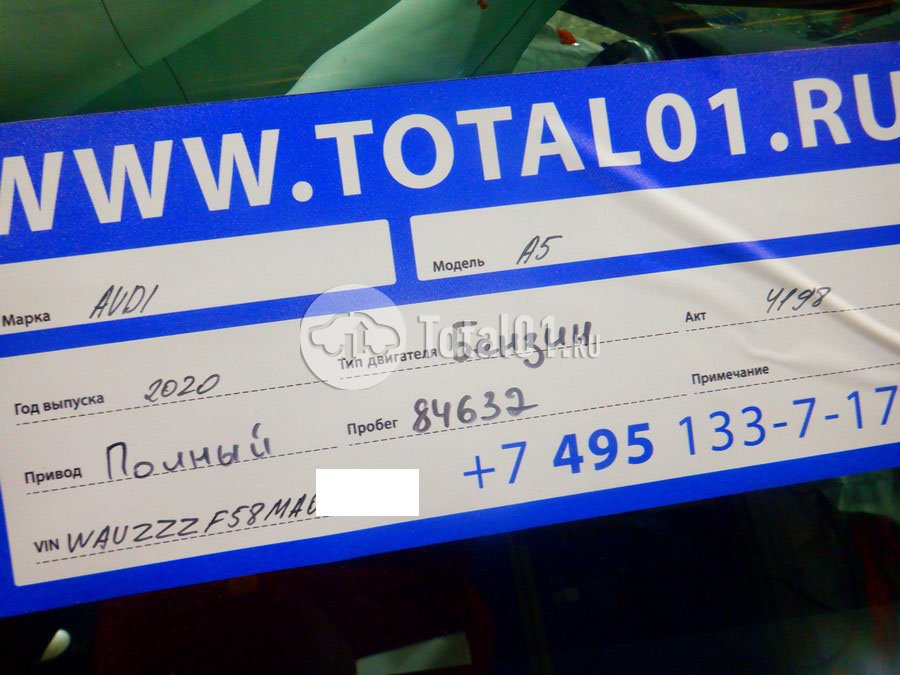 WWW.TOTAL01.RU
Марка AUDI Модель A5
Год выпуска 2020 Тип двигателя Бензин Акт 4198
Привод Полный Пробег 84632 Примечание
+7 495 133-7-17
VIN WAUZZZF58MA
Total01.RU